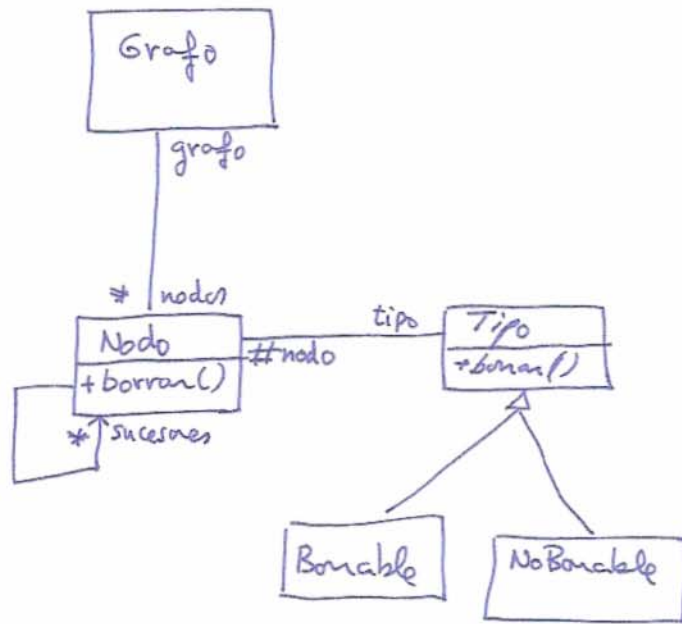 Grafo
grafo
* nodos
Nodo
+borrar()
#nodo
tipo
Tipo
+borrar()
* sucesores
Borrable
NoBorrable